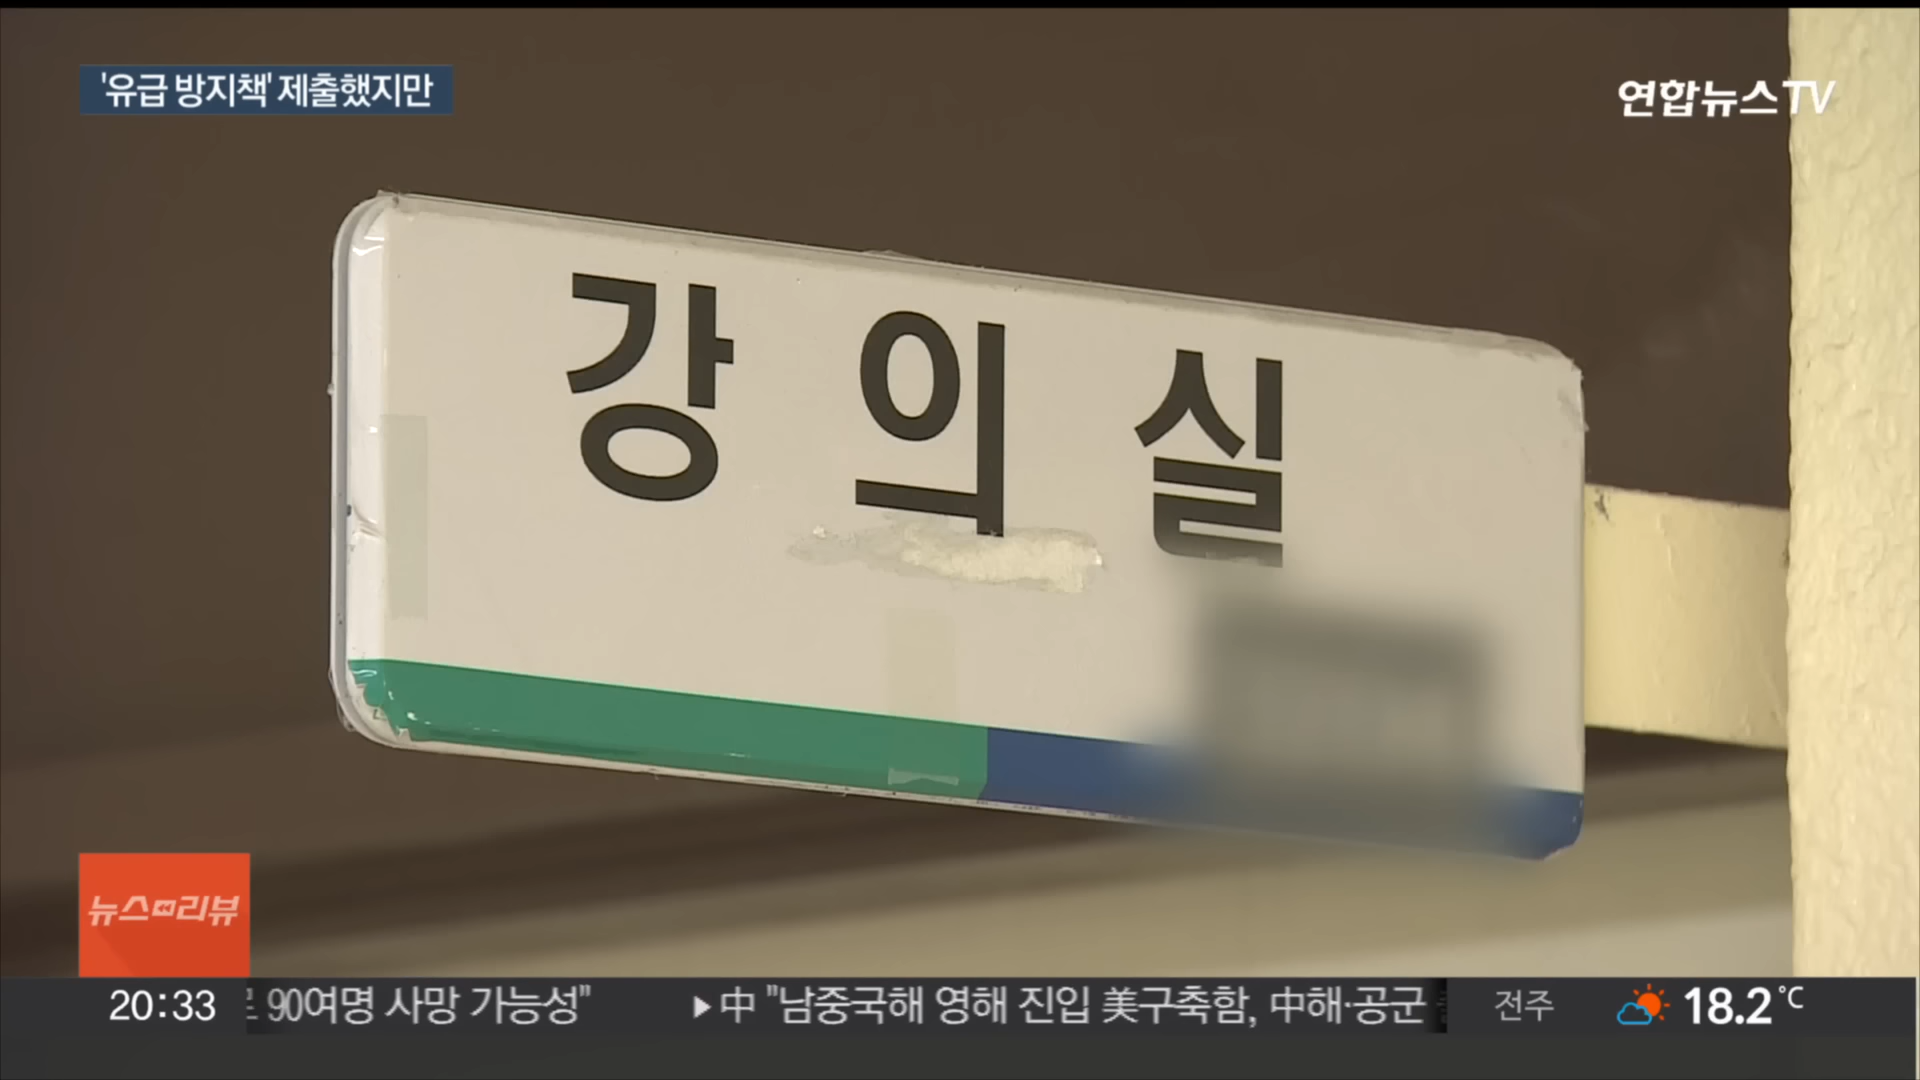 '유급 방지책' 제출했지만
연합뉴스TV
강의실
뉴스리뷰
20:33 90여명 사망 가능성" ▶中 "남중국해 영해 진입 美구축함, 中해·공군 전주 18.2℃